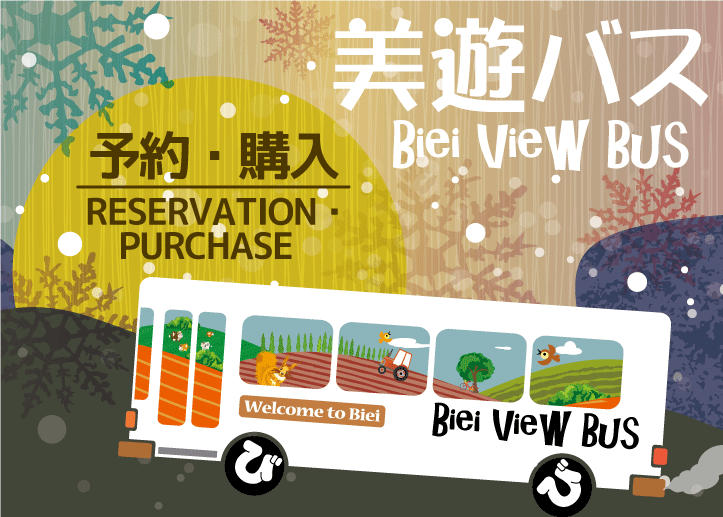 美遊バス
Biei View BUS
予約・購入
RESERVATION・
PURCHASE
Welcome to Biei
Biei View BUS
び
び